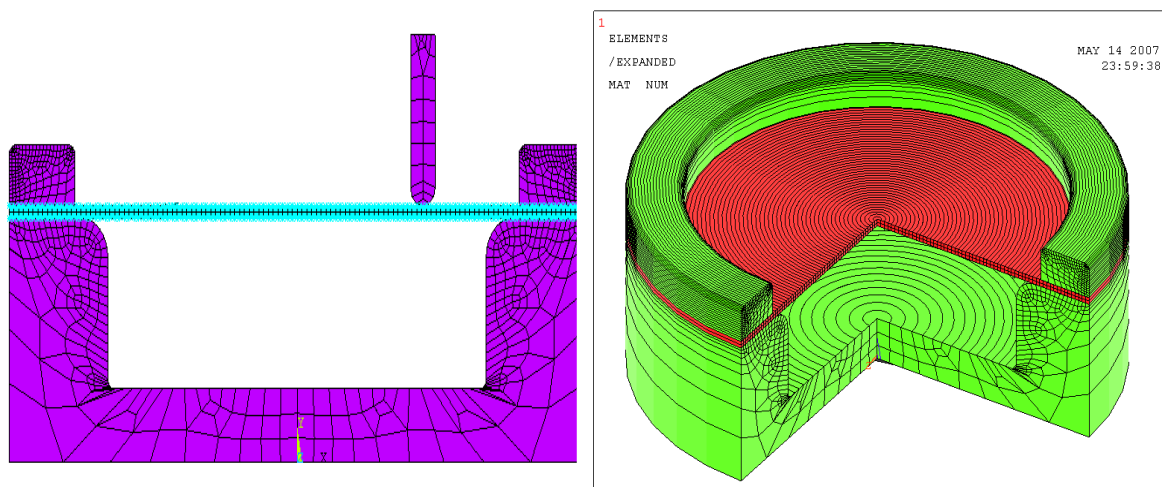 Y
X
1
ELEMENTS
/EXPANDED
MAT NUM
MAY 14 2007
23:59:38